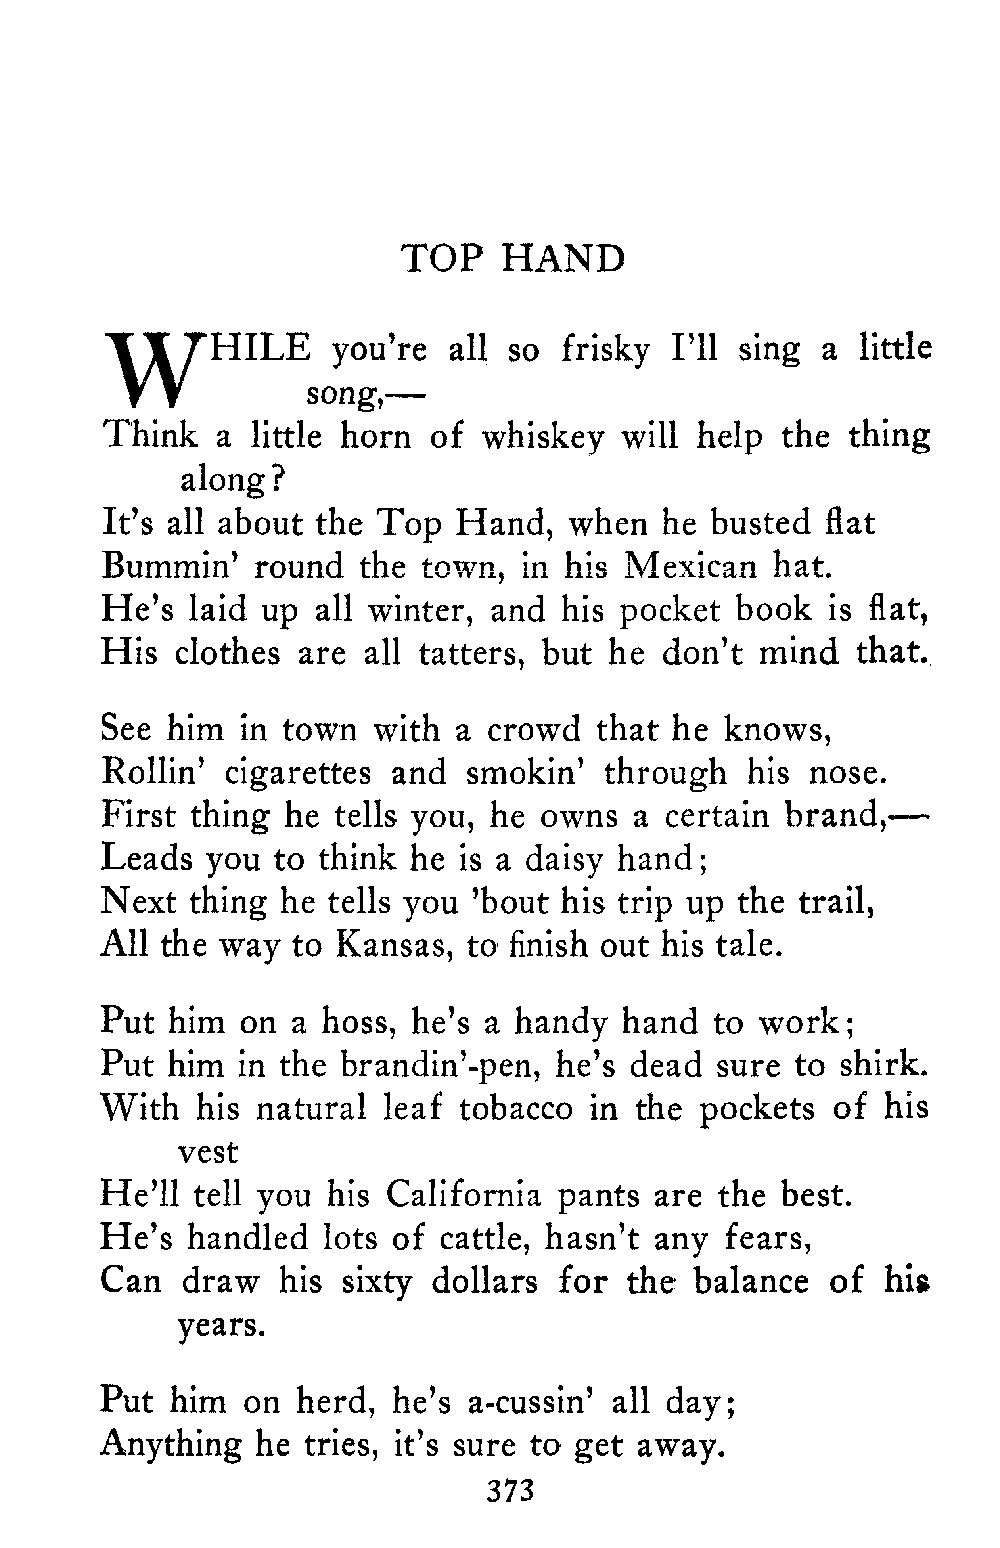 TOP HAND
WHILE you're all so frisky I'll sing a little
song,—
Think a little horn of whiskey will help the thing
along?
It's all about the Top Hand, when he busted flat
Bummin' round the town, in his Mexican hat.
He's laid up all winter, and his pocket book is flat,
His clothes are all tatters, but he don't mind that.
See him in town with a crowd that he knows,
Rollin' cigarettes and smokin' through his nose.
First thing he tells you, he owns a certain brand,—
Leads you to think he is a daisy hand;
Next thing he tells you 'bout his trip up the trail,
All the way to Kansas, to finish out his tale.
Put him on a hoss, he's a handy hand to work;
Put him in the brandin'-pen, he's dead sure to shirk.
With his natural leaf tobacco in the pockets of his
vest
He'll tell you his California pants are the best.
He's handled lots of cattle, hasn't any fears,
Can draw his sixty dollars for the balance of his
years.
Put him on herd, he's a-cussin' all day;
Anything he tries, it's sure to get away.
373